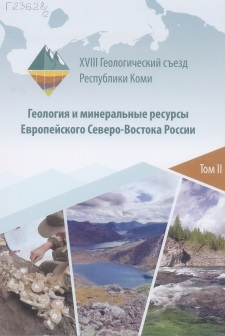 XVIII Геологический съезд
Республики Коми
Геология и минеральные ресурсы
Европейского Северо-Востока России
Том II